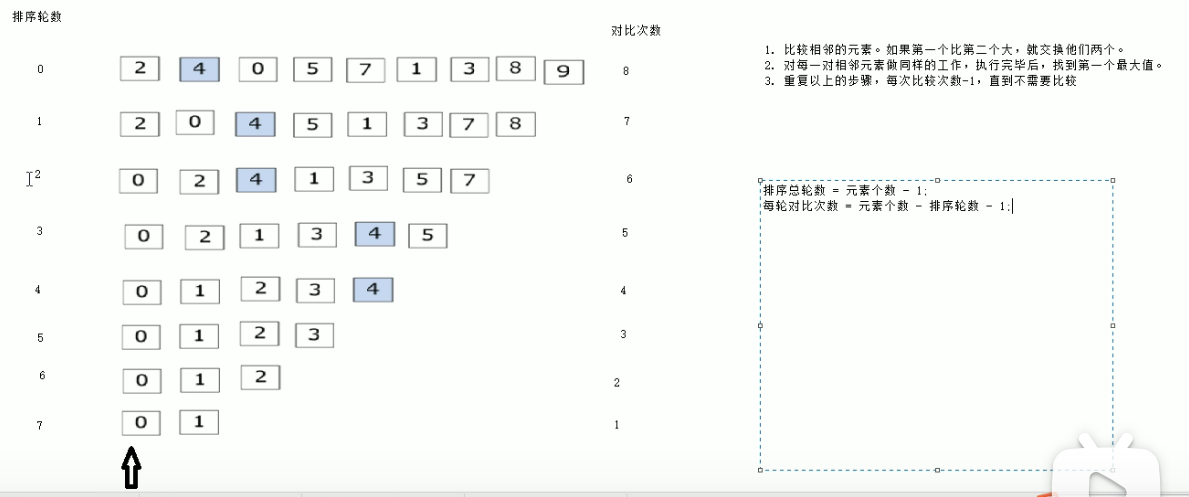 排序轮数
对比次数
0 2 4 0 5 7 1 3 8 9 8
1 2 0 4 5 1 3 7 8 7
2 0 2 4 1 3 5 7 6
3 0 2 1 3 4 5 5
4 0 1 2 3 4 4
5 0 1 2 3 3
6 0 1 2 2
7 0 1 1
1. 比较相邻的元素。如果第一个比第二个大，就交换他们两个。
2. 对每一对相邻元素做同样的工作，执行完毕后，找到第一个最大值。
3. 重复以上的步骤，每次比较次数-1，直到不需要比较
排序总轮数 = 元素个数 - 1;
每轮对比次数 = 元素个数 - 排序轮数 - 1;